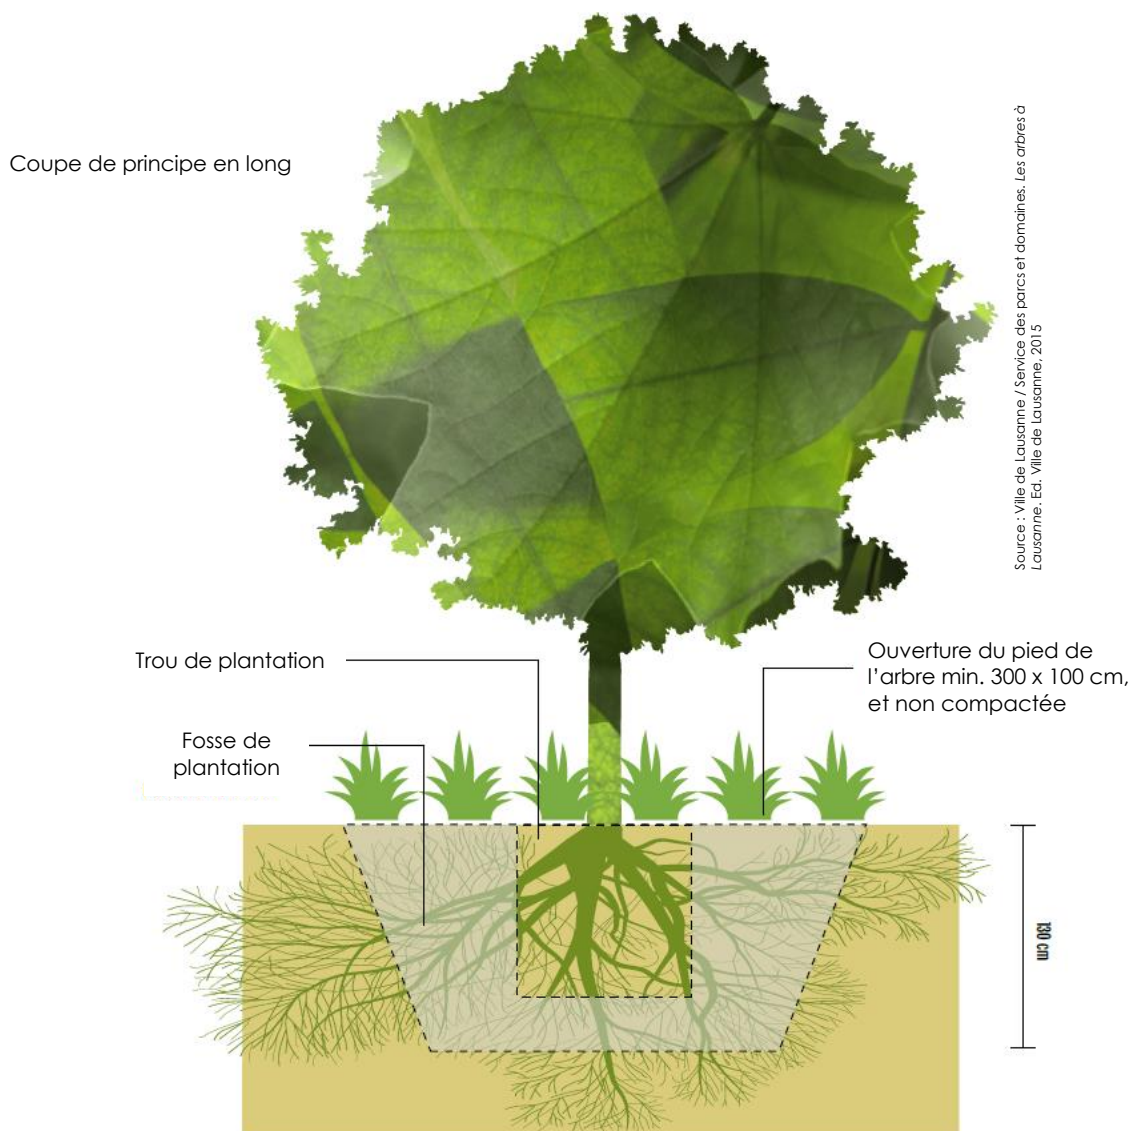 Coupe de principe en long
Source : Ville de Lausanne / Service des parcs et domaines. Les arbres à
Lausanne. Ed. Ville de Lausanne, 2015
Trou de plantation
Ouverture du pied de
l'arbre min. 300 x 100 cm,
et non compactée
Fosse de
plantation
130 cm